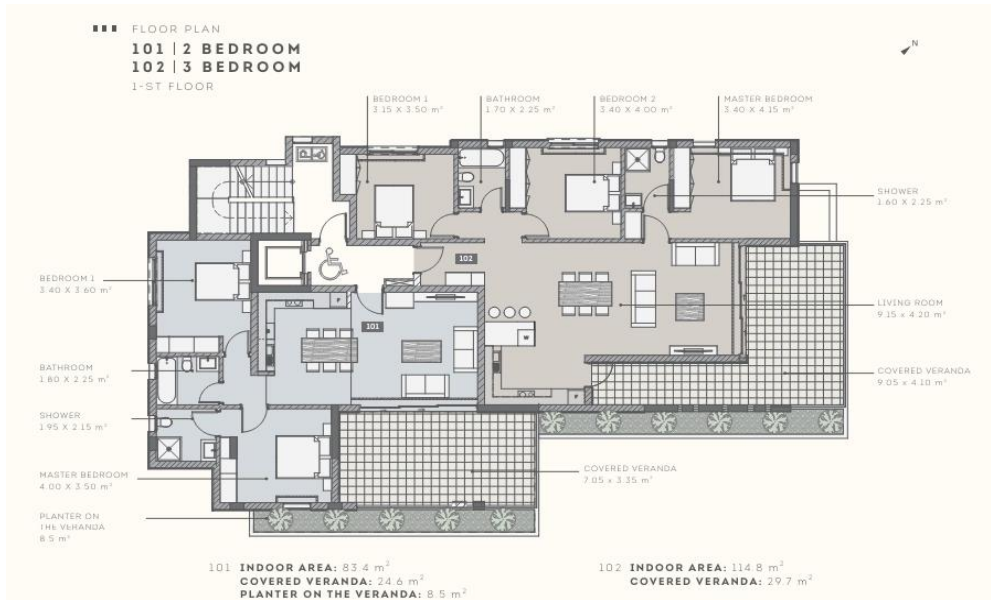 FLOOR PLAN
101 | 2 BEDROOM
102 | 3 BEDROOM
1-ST FLOOR
N
BEDROOM 1
3.15 X 3.50 m²
BATHROOM
1.70 X 2.25 m²
BEDROOM 2
3.40 X 4.00 m²
MASTER BEDROOM
3.40 X 4.15 m²
SHOWER
1.60 X 2.25 m²
BEDROOM 1
3.40 X 3.60 m²
102
LIVING ROOM
9.15 x 4.20 m²
101
W
F
F
BATHROOM
1.80 X 2.25 m²
COVERED VERANDA
9.05 x 4.10 m²
SHOWER
1.95 X 2.15 m²
MASTER BEDROOM
4.00 X 3.50 m²
COVERED VERANDA
7.05 x 3.35 m²
PLANTER ON
THE VERANDA
8.5 m²
101 INDOOR AREA: 83.4 m²
COVERED VERANDA: 24.6 m²
PLANTER ON THE VERANDA: 8.5 m²
102 INDOOR AREA: 114.8 m²
COVERED VERANDA: 29.7 m²